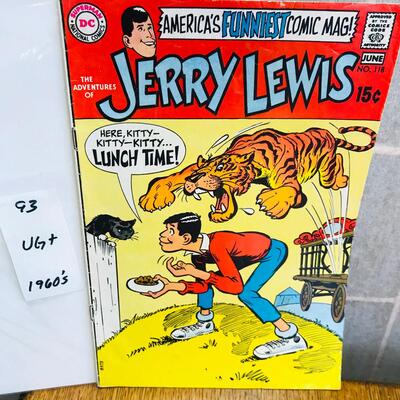 AMERICA'S FUNNIEST COMIC MAG!
SUPERMAN
DC
NATIONAL COMICS
APPROVED
BY THE
COMICS
CODE
AUTHORITY
JUNE
NO. 118
THE
ADVENTURES
OF
JERRY LEWIS
15¢
HERE, KITTY-
KITTY-KITTY...
LUNCH TIME!
93
UG+
1960's